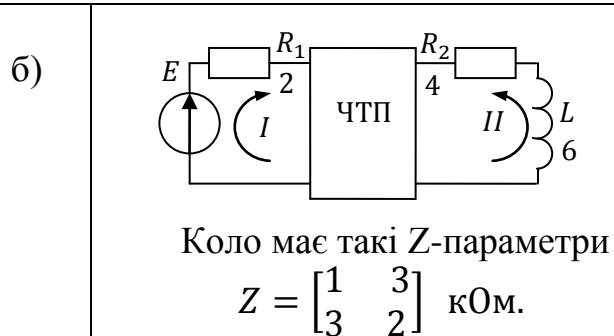 б)
E R₁ 2 ЧТП R₂ 4 L 6
I II
Коло має такі Z-параметри
Z = [1 3
3 2] кОм.